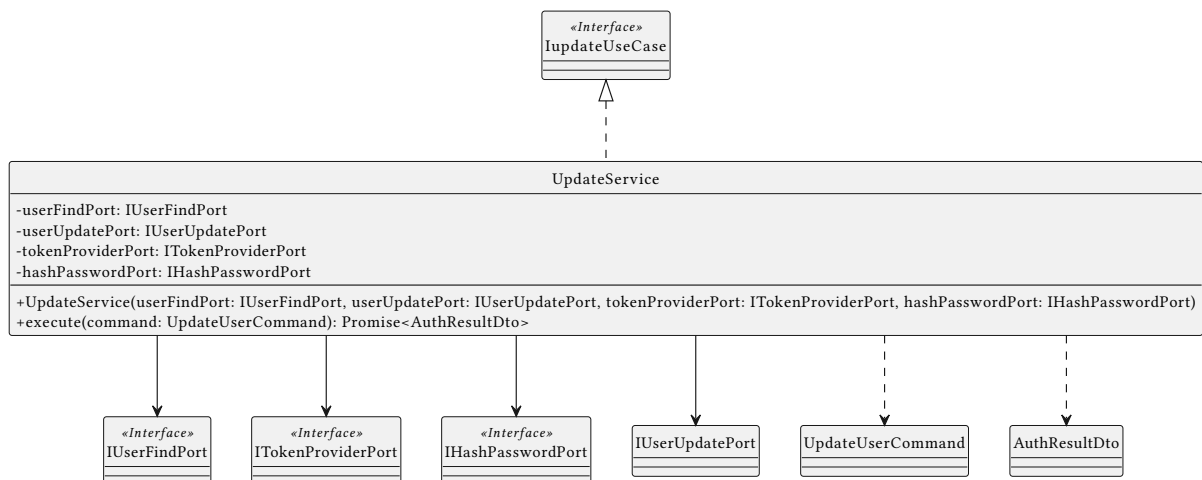 «Interface»
IupdateUseCase
UpdateService
-userFindPort: IUserFindPort
-userUpdatePort: IUserUpdatePort
-tokenProviderPort: ITokenProviderPort
-hashPasswordPort: IHashPasswordPort
+UpdateService(userFindPort: IUserFindPort, userUpdatePort: IUserUpdatePort, tokenProviderPort: ITokenProviderPort, hashPasswordPort: IHashPasswordPort)
+execute(command: UpdateUserCommand): Promise<AuthResultDto>
«Interface»
IUserFindPort
«Interface»
ITokenProviderPort
«Interface»
IHashPasswordPort
IUserUpdatePort
UpdateUserCommand
AuthResultDto